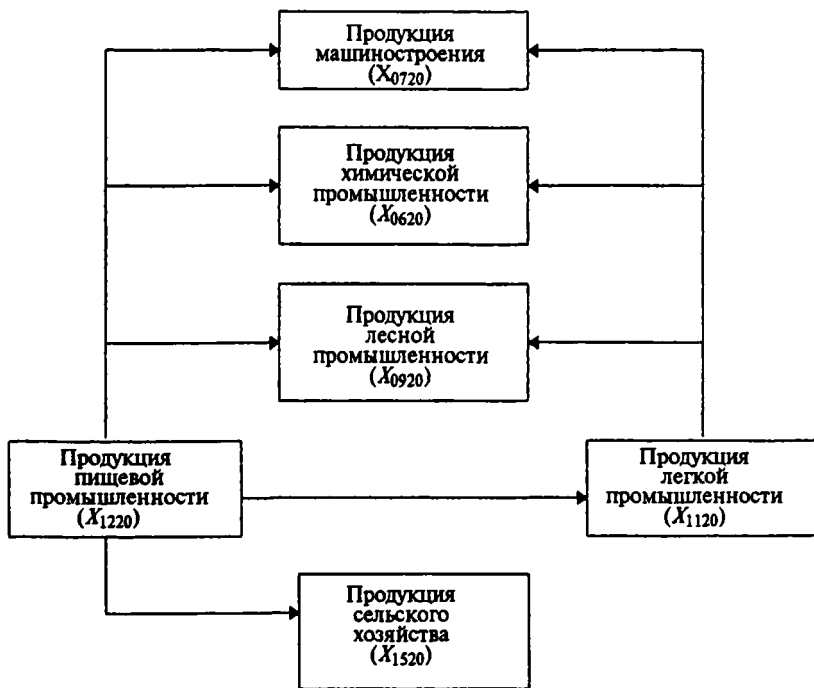 Продукция
машиностроения
(X0720)
Продукция
химической
промышленности
(X0620)
Продукция
лесной
промышленности
(X0920)
Продукция
пищевой
промышленности
(X1220)
Продукция
легкой
промышленности
(X1120)
Продукция
сельского
хозяйства
(X1520)